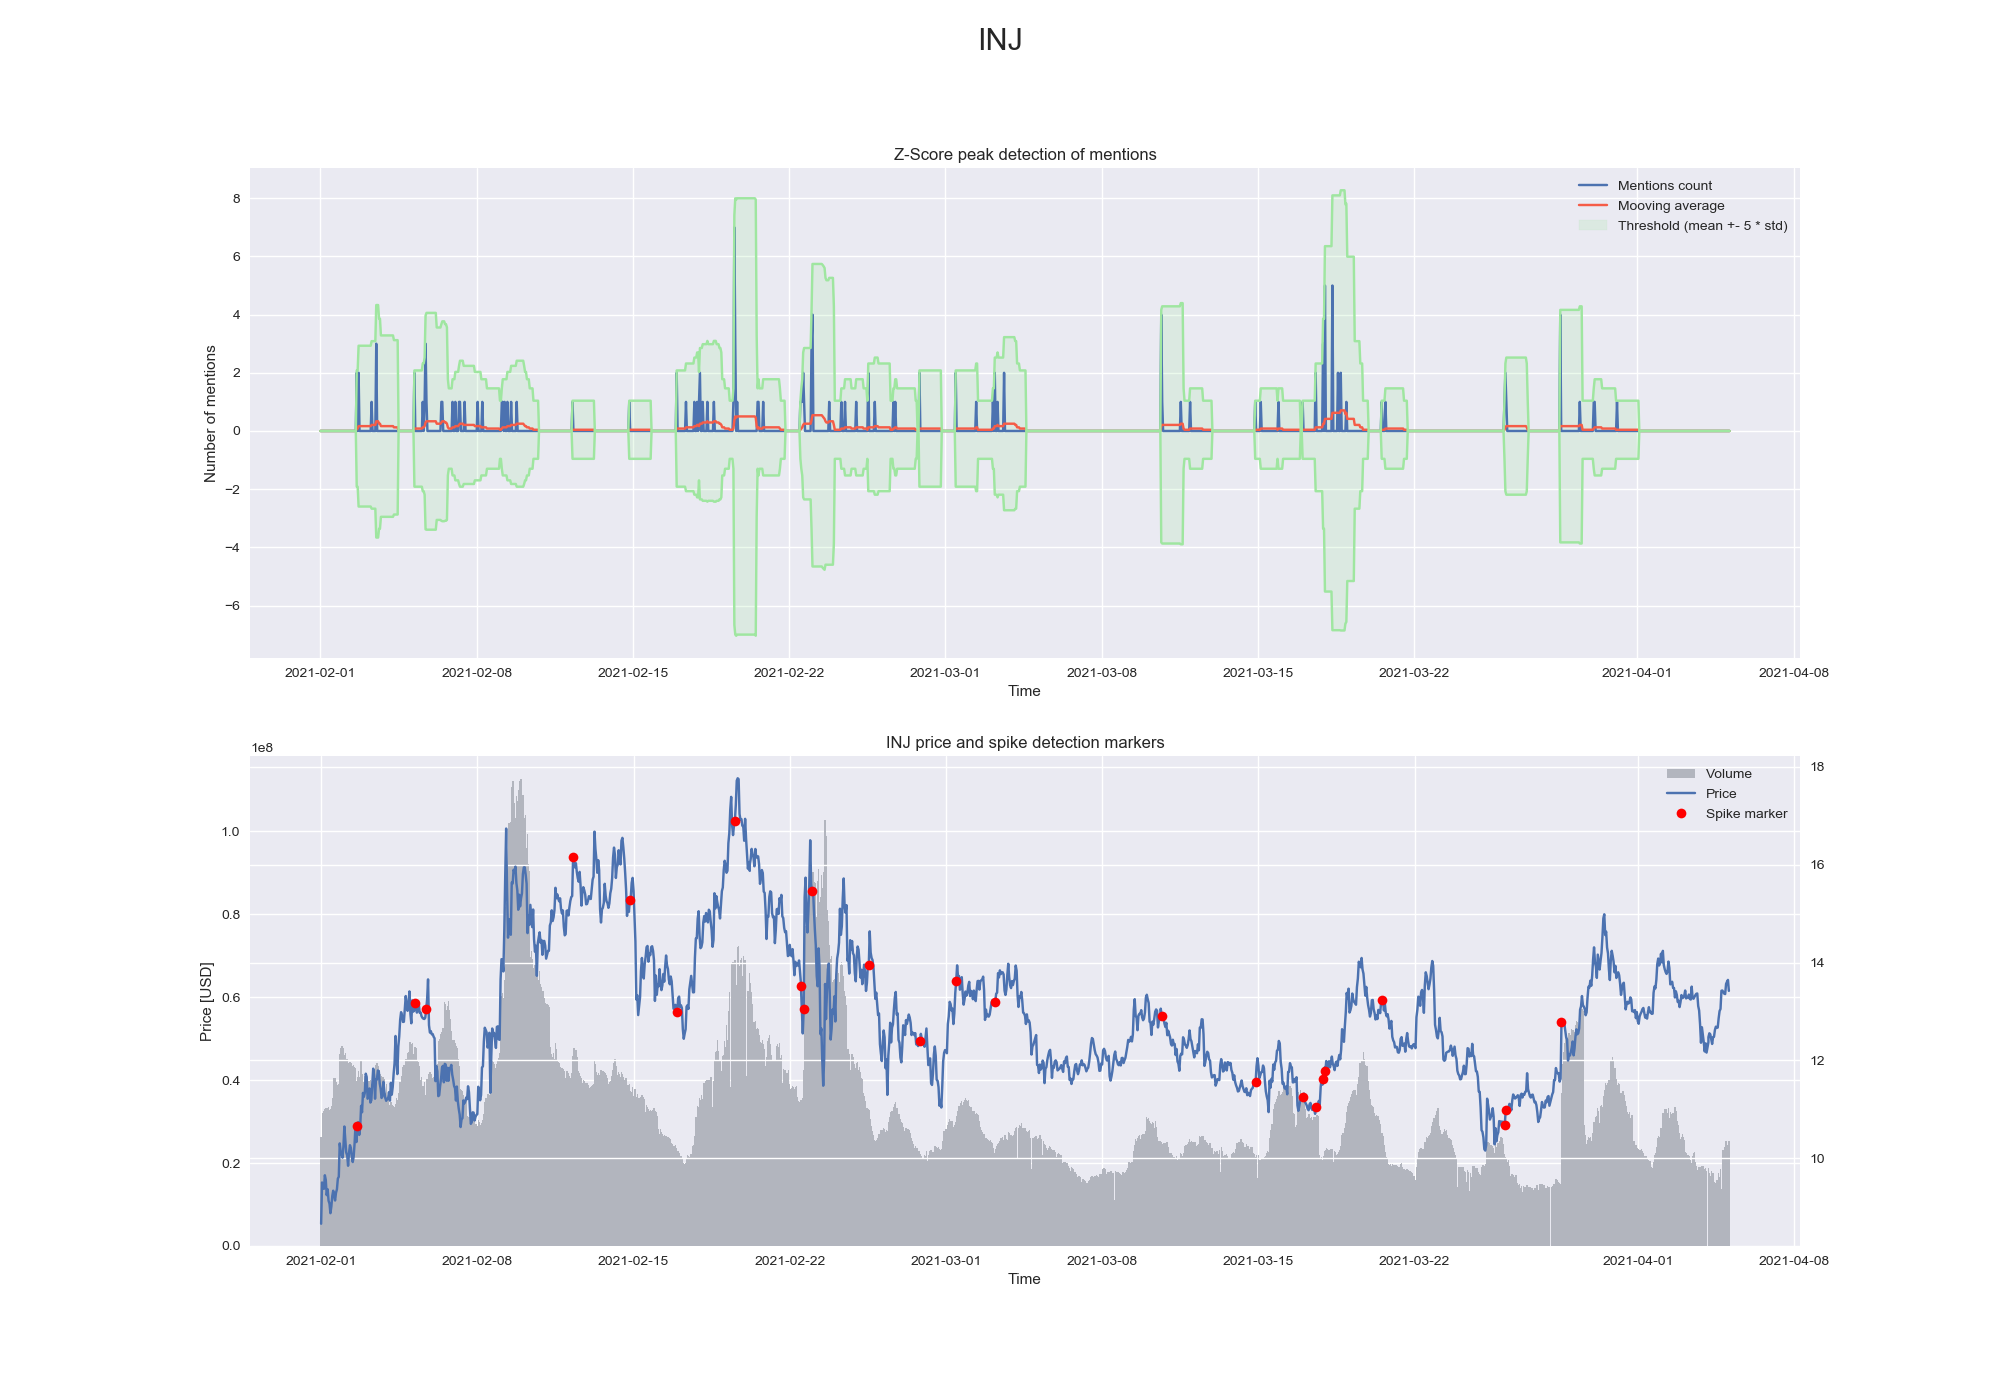 INJ
Z-Score peak detection of mentions
Mentions count
Mooving average
Threshold (mean +- 5 * std)
8
6
4
2
0
−2
−4
−6
Number of mentions
2021-02-01 2021-02-08 2021-02-15 2021-02-22 2021-03-01 2021-03-08 2021-03-15 2021-03-22 2021-04-01 2021-04-08
Time
INJ price and spike detection markers
1e8
Volume
Price
Spike marker
1.0
0.8
0.6
0.4
0.2
0.0
Price [USD]
18
16
14
12
10
2021-02-01 2021-02-08 2021-02-15 2021-02-22 2021-03-01 2021-03-08 2021-03-15 2021-03-22 2021-04-01 2021-04-08
Time